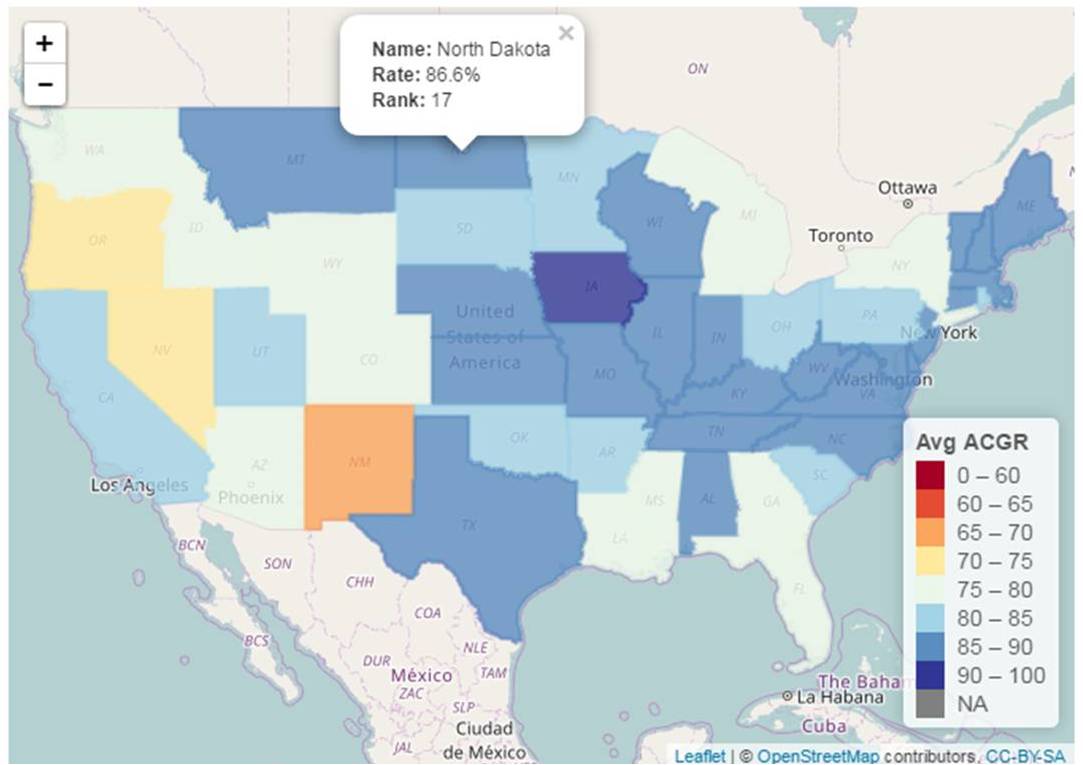 +
−
×
Name: North Dakota
Rate: 86.6%
Rank: 17
ON
WA
MT
MN
OR
ID
SD
WI
MI
Ottawa
ME
WY
Toronto
NY
IA
NV
UT
CO
United
States of
America
IL
IN
OH
PA
New York
CA
MO
KY
WV
Washington
VA
TN
NC
OK
AR
SC
Los Angeles
AZ
Phoenix
NM
TX
MS
AL
GA
LA
FL
BCN
SON
CHH
COA
BCS
NLE
DUR
México
TAM
ZAC
SLP
Ciudad
de México
JAL
The Baha
La Habana
Cuba
Avg ACGR
0 – 60
60 – 65
65 – 70
70 – 75
75 – 80
80 – 85
85 – 90
90 – 100
NA
Leaflet | © OpenStreetMap contributors, CC-BY-SA